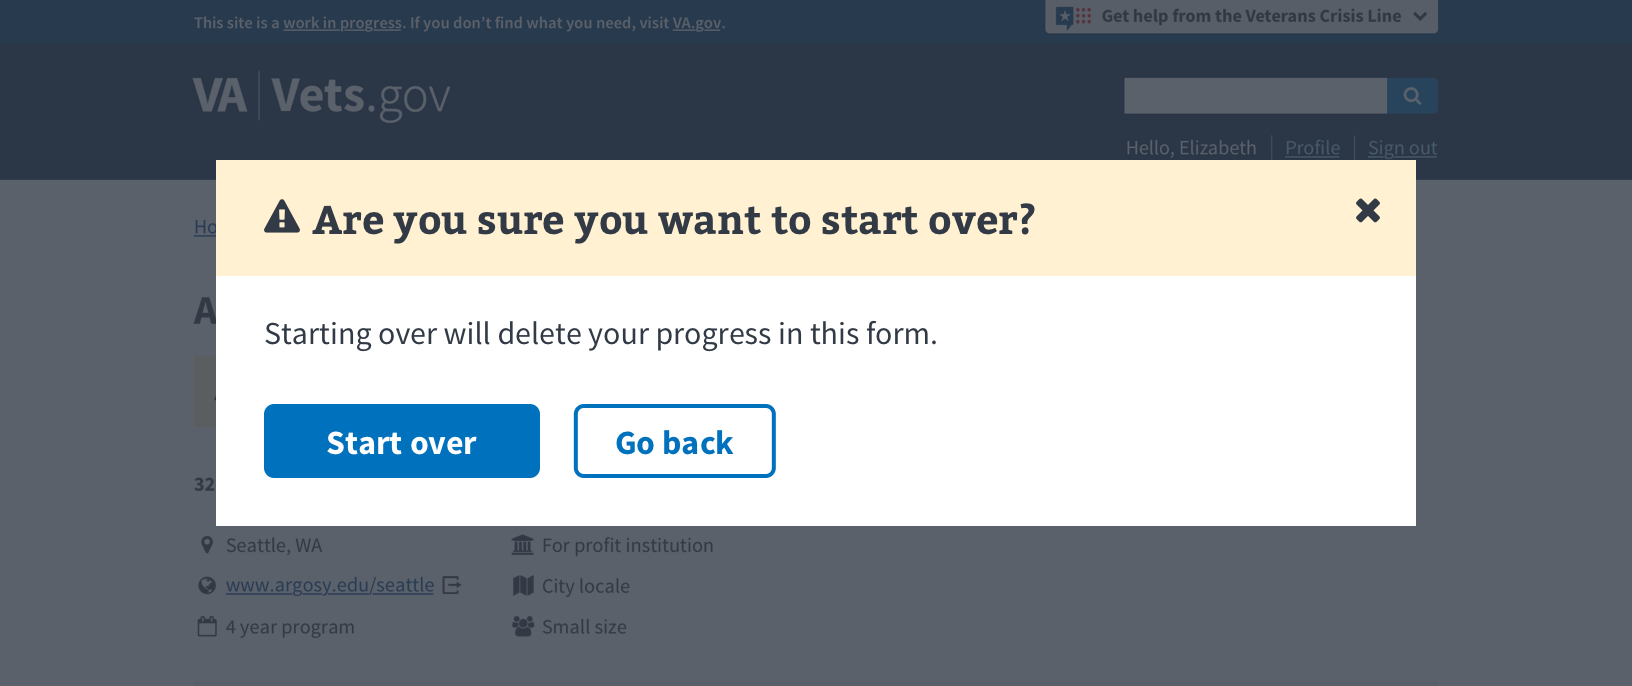 This site is a work in progress. If you don't find what you need, visit VA.gov.
Get help from the Veterans Crisis Line
VA | Vets.gov
Hello, Elizabeth | Profile | Sign out
Ho
Are you sure you want to start over?
A
Starting over will delete your progress in this form.
Start over
Go back
32
Seattle, WA
For profit institution
www.argosy.edu/seattle
City locale
4 year program
Small size